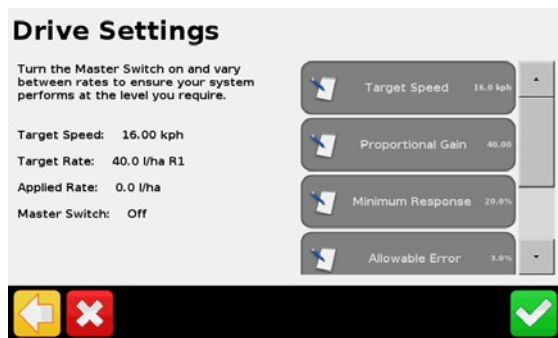 Drive Settings
Turn the Master Switch on and vary
between rates to ensure your system
performs at the level you require.
Target Speed: 16.00 kph
Target Rate: 40.0 l/ha R1
Applied Rate: 0.0 l/ha
Master Switch: Off
Target Speed 16.0 kph
Proportional Gain 40.00
Minimum Response 20.0%
Allowable Error 3.0%